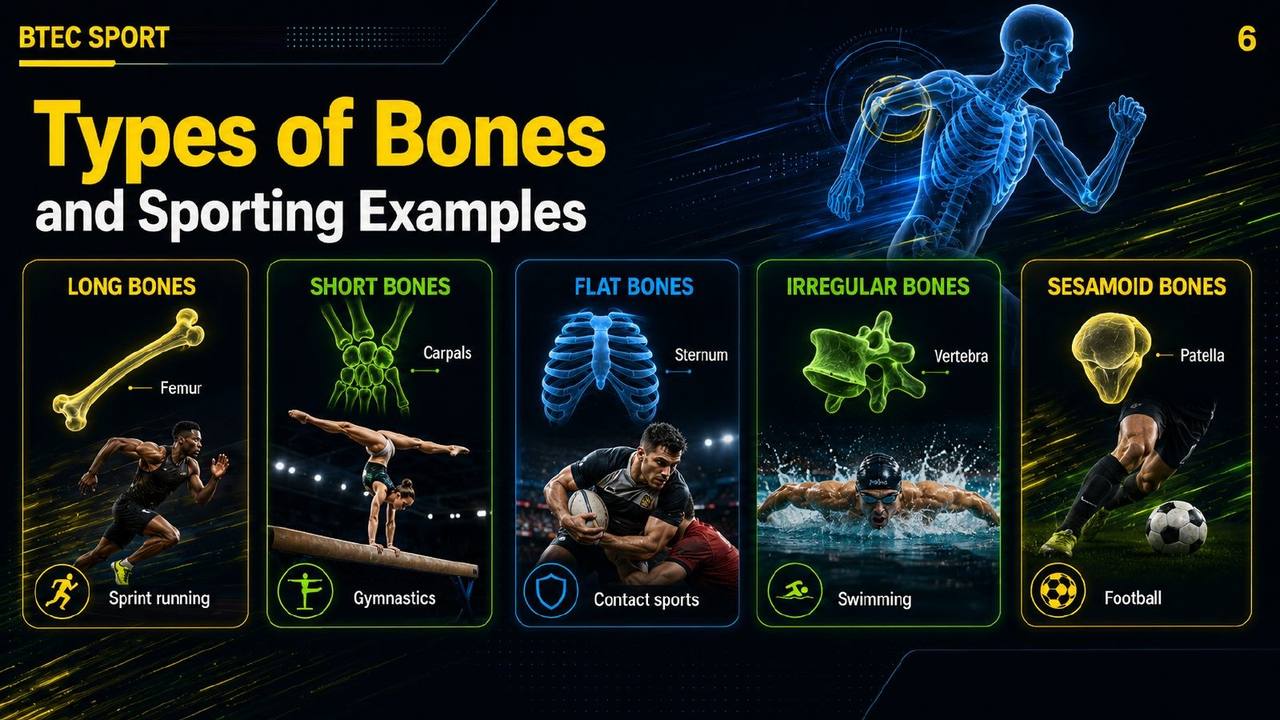 BTEC SPORT
6
Types of Bones
and Sporting Examples
LONG BONES
Femur
Sprint running
SHORT BONES
Carpals
Gymnastics
FLAT BONES
Sternum
Contact sports
IRREGULAR BONES
Vertebra
Swimming
SESAMOID BONES
Patella
Football